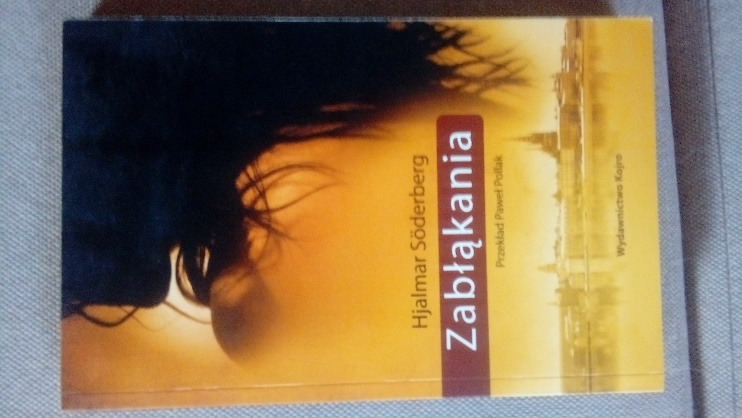 Hjalmar Söderberg
Zabłąkania
Przekład Paweł Pollak
Wydawnictwo Kojro